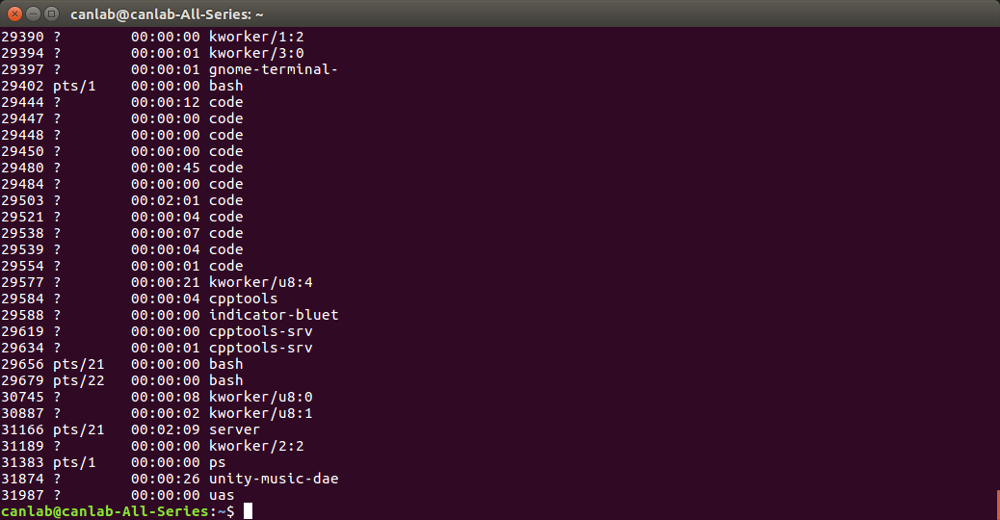 canlab@canlab-All-Series: ~
29390 ?        00:00:00 kworker/1:2
29394 ?        00:00:01 kworker/3:0
29397 ?        00:00:01 gnome-terminal-
29402 pts/1    00:00:00 bash
29444 ?        00:00:12 code
29447 ?        00:00:00 code
29448 ?        00:00:00 code
29450 ?        00:00:00 code
29480 ?        00:00:45 code
29484 ?        00:00:00 code
29503 ?        00:02:01 code
29521 ?        00:00:04 code
29538 ?        00:00:07 code
29539 ?        00:00:04 code
29554 ?        00:00:01 code
29577 ?        00:00:21 kworker/u8:4
29584 ?        00:00:04 cpptools
29588 ?        00:00:00 indicator-bluet
29619 ?        00:00:00 cpptools-srv
29634 ?        00:00:01 cpptools-srv
29656 pts/21   00:00:00 bash
29679 pts/22   00:00:00 bash
30745 ?        00:00:08 kworker/u8:0
30887 ?        00:00:02 kworker/u8:1
31166 pts/21   00:02:09 server
31189 ?        00:00:00 kworker/2:2
31383 pts/1    00:00:00 ps
31874 ?        00:00:26 unity-music-dae
31987 ?        00:00:00 uas
canlab@canlab-All-Series:~$